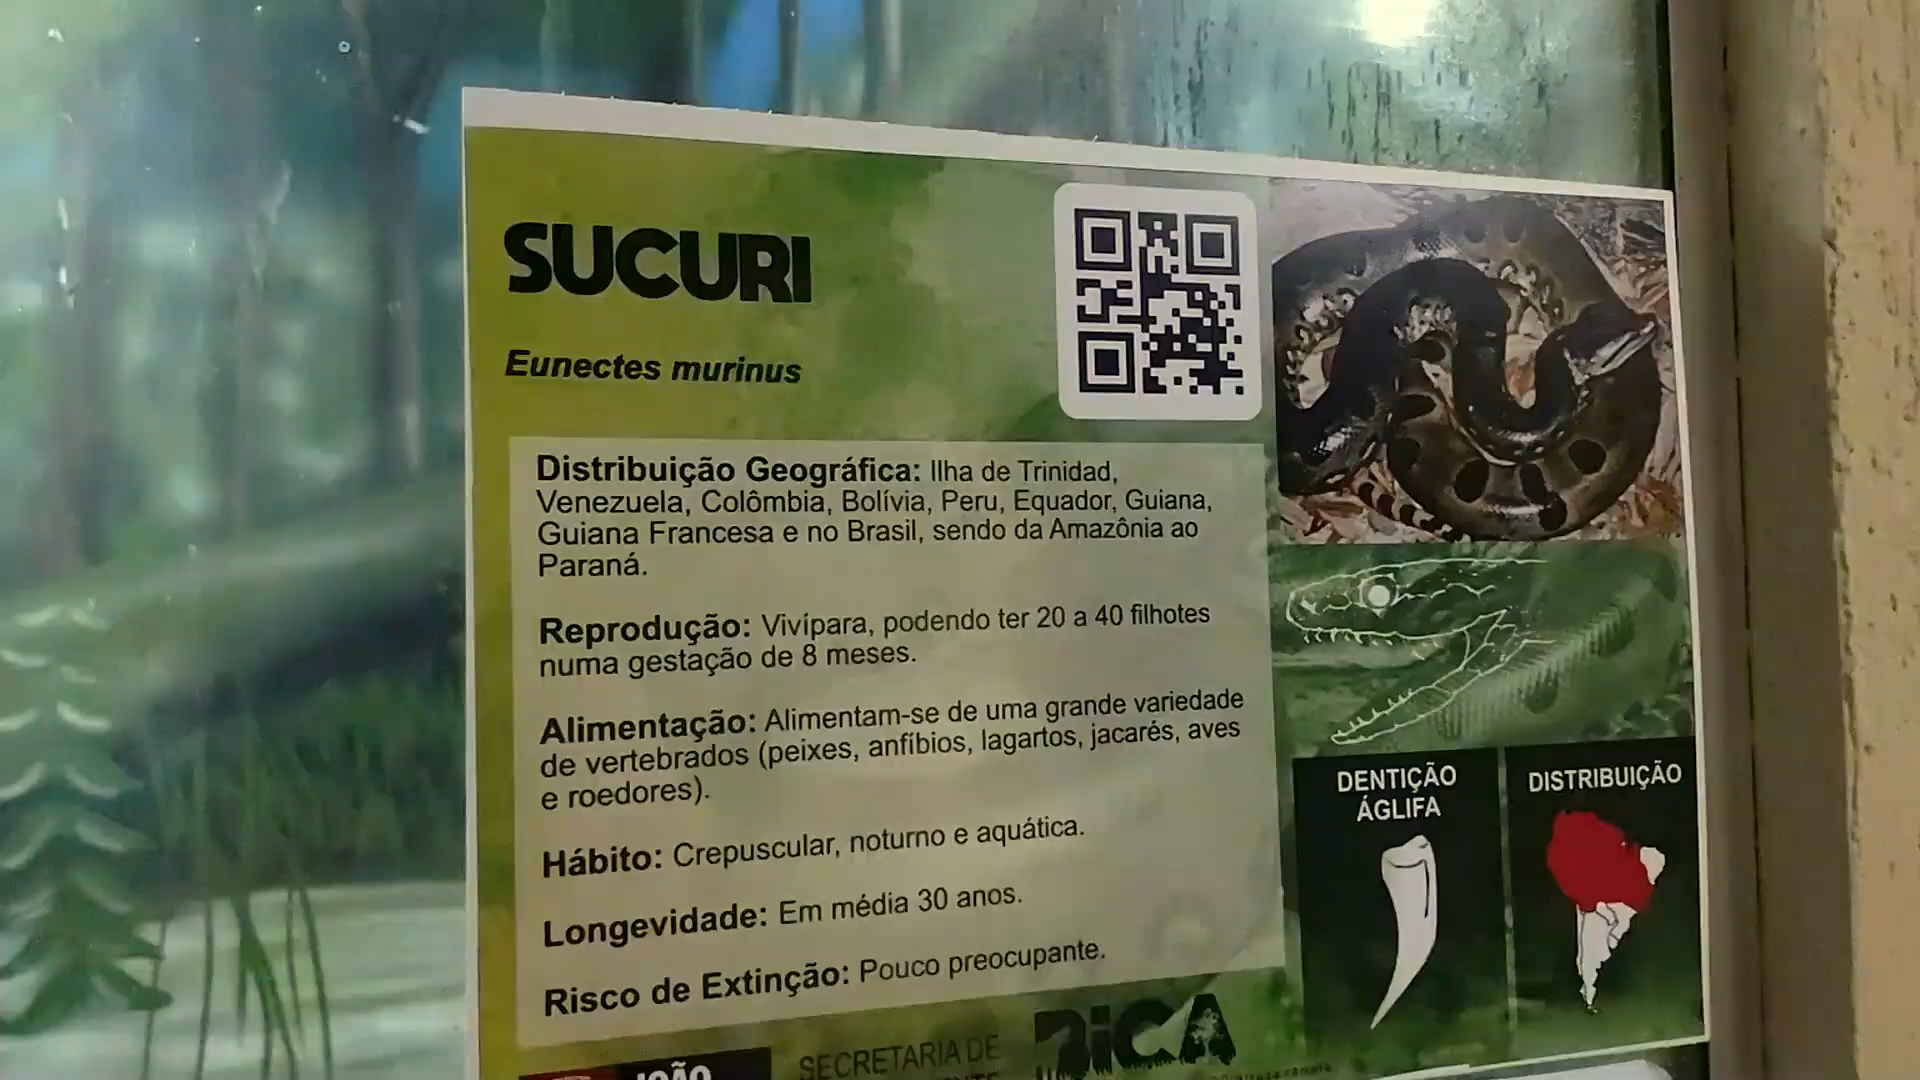 SUCURI
Eunectes murinus
Distribuição Geográfica: Ilha de Trinidad,
Venezuela, Colômbia, Bolívia, Peru, Equador, Guiana,
Guiana Francesa e no Brasil, sendo da Amazônia ao
Paraná.
Reprodução: Vivípara, podendo ter 20 a 40 filhotes
numa gestação de 8 meses.
Alimentação: Alimentam-se de uma grande variedade
de vertebrados (peixes, anfíbios, lagartos, jacarés, aves
e roedores).
Hábito: Crepuscular, noturno e aquática.
Longevidade: Em média 30 anos.
Risco de Extinção: Pouco preocupante.
DENTIÇÃO
ÁGLIFA
DISTRIBUIÇÃO
JOÃO
SECRETARIA DE
BiCA